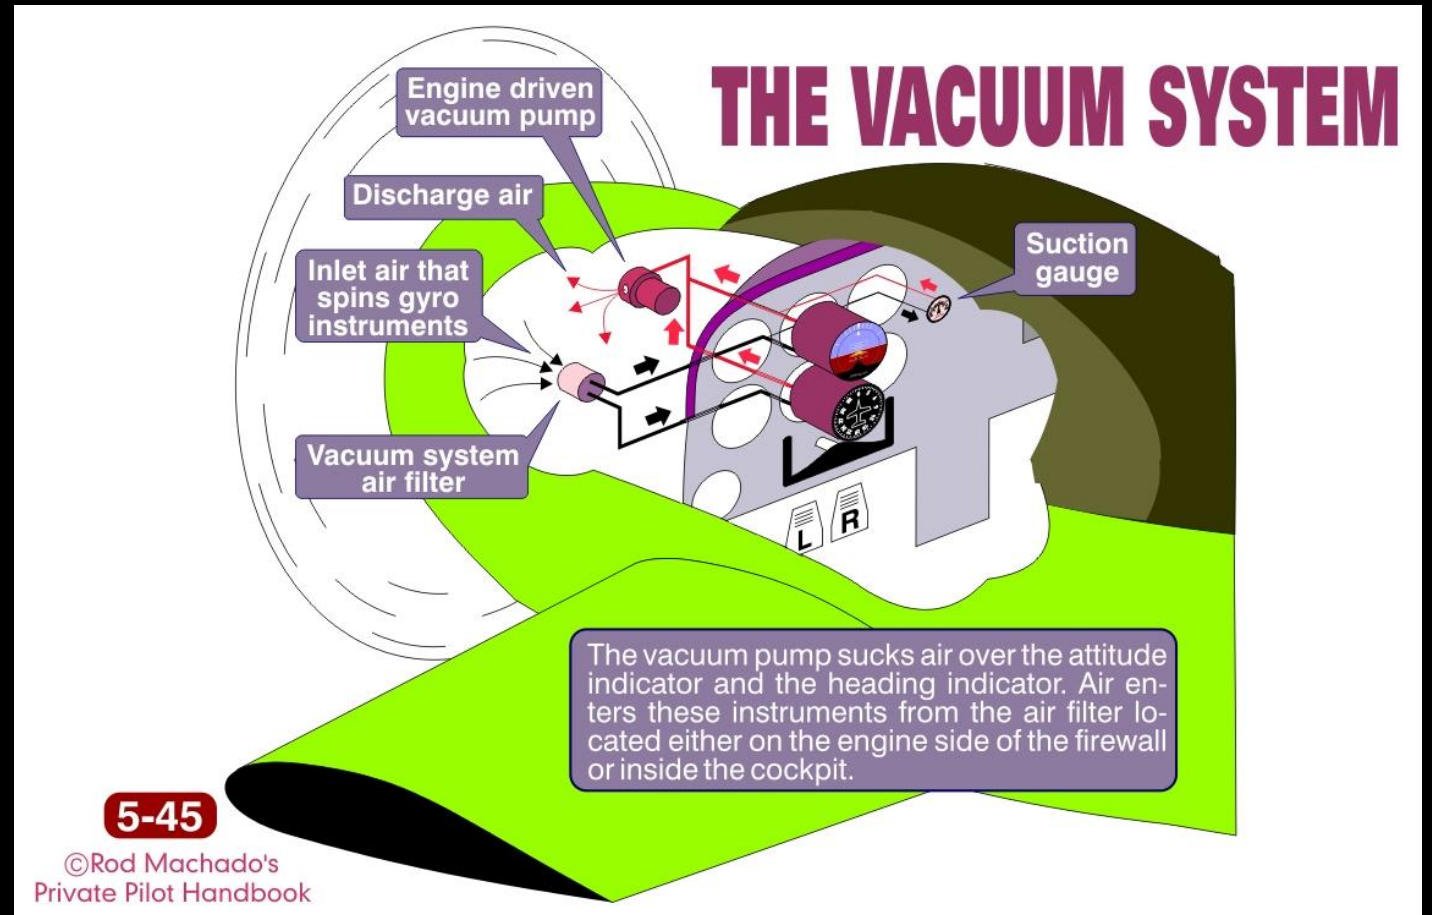 THE VACUUM SYSTEM
Engine driven
vacuum pump
Discharge air
Inlet air that
spins gyro
instruments
Suction
gauge
Vacuum system
air filter
L R
The vacuum pump sucks air over the attitude
indicator and the heading indicator. Air en-
ters these instruments from the air filter lo-
cated either on the engine side of the firewall
or inside the cockpit.
5-45
©Rod Machado's
Private Pilot Handbook